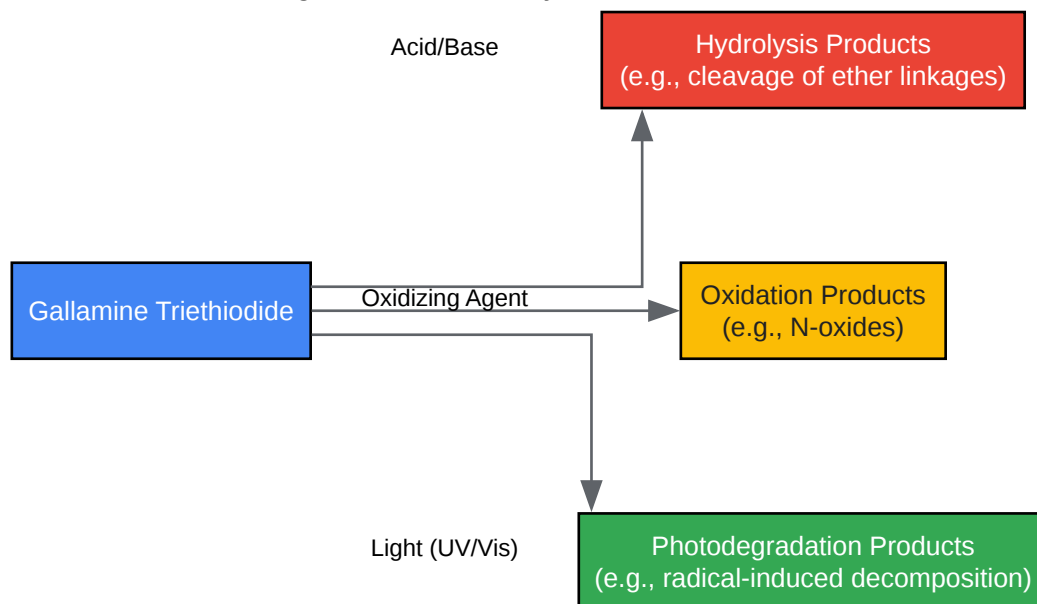 Acid/Base
Hydrolysis Products
(e.g., cleavage of ether linkages)
Gallamine Triethiodide
Oxidizing Agent
Oxidation Products
(e.g., N-oxides)
Light (UV/Vis)
Photodegradation Products
(e.g., radical-induced decomposition)